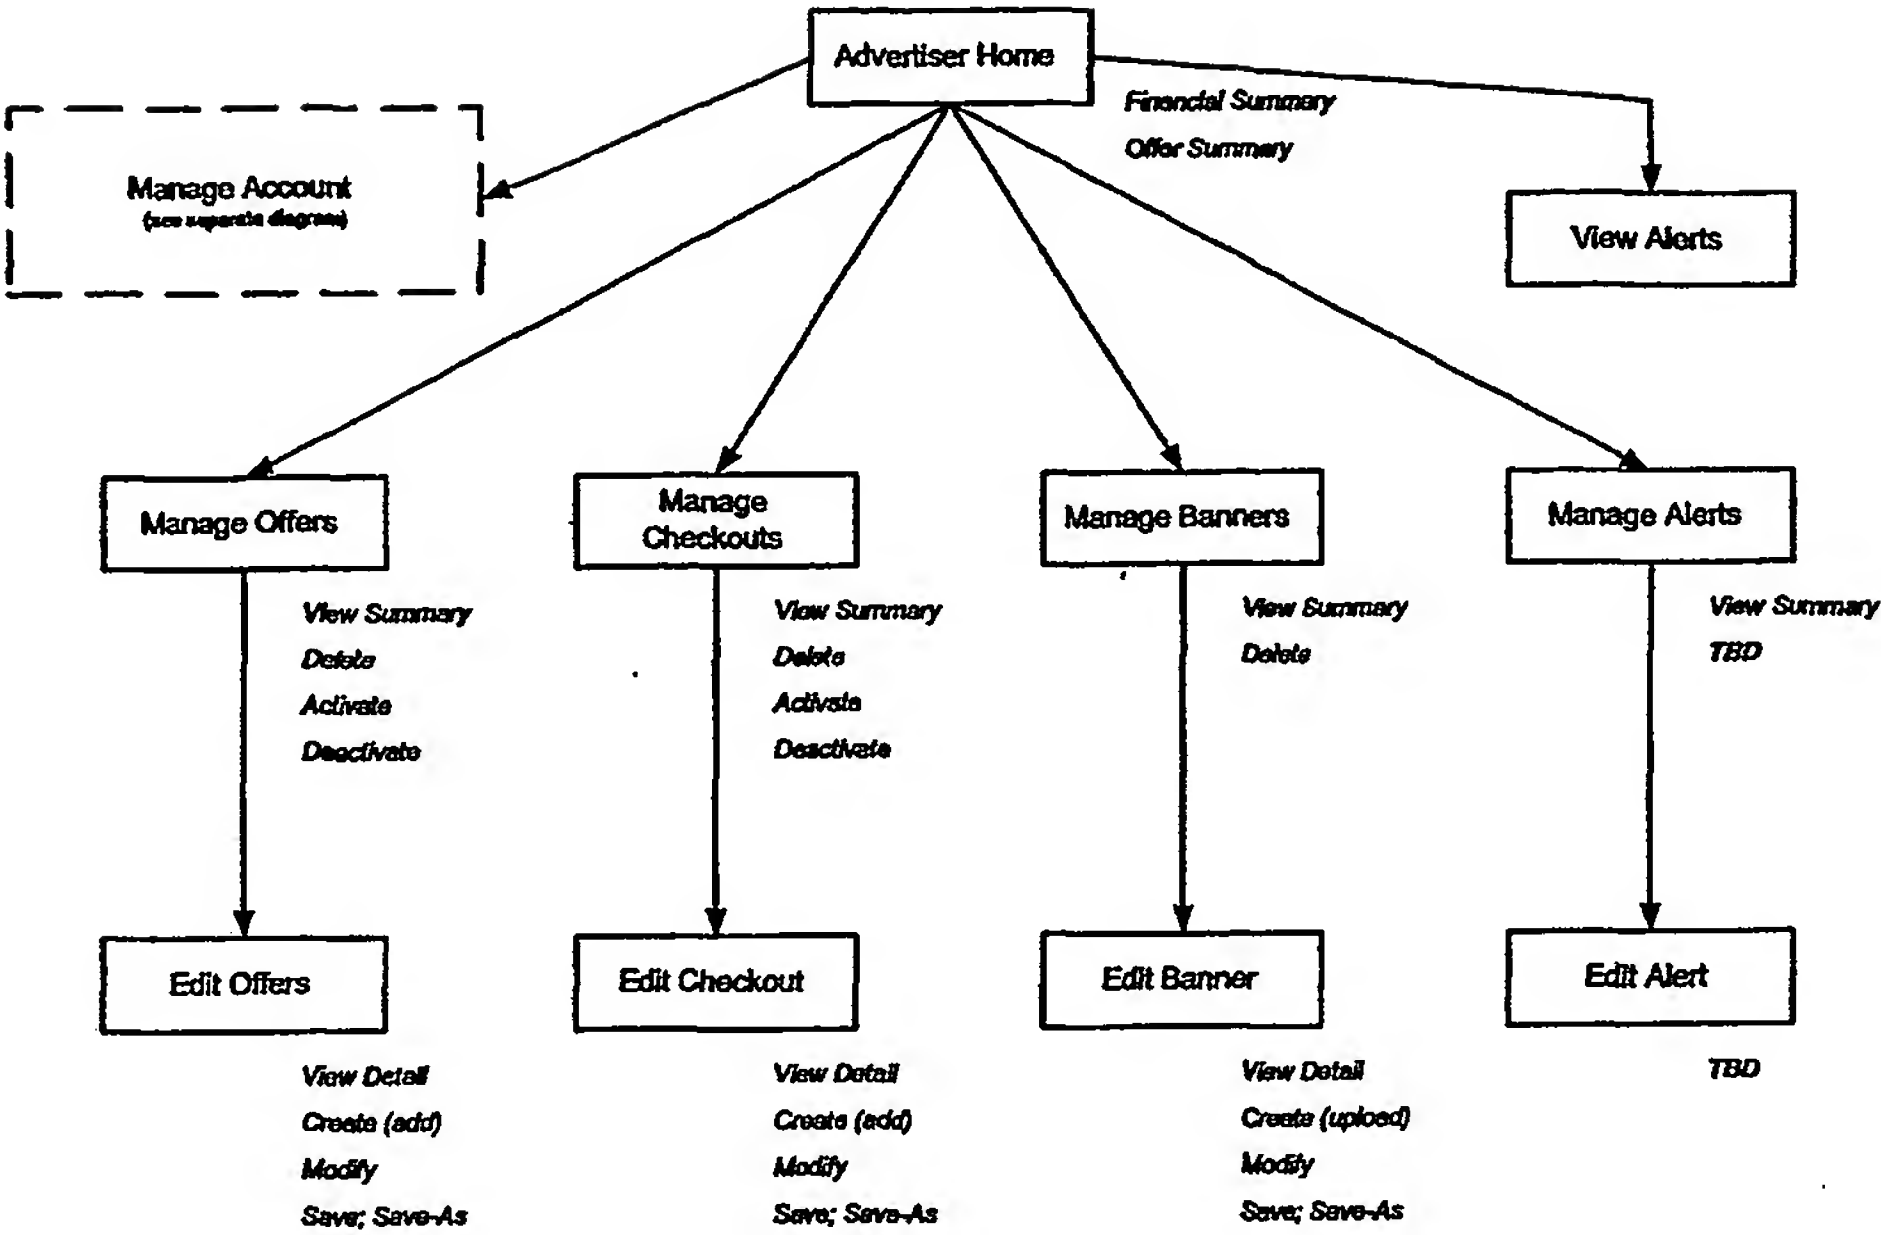 Advertiser Home
Financial Summary
Offer Summary
Manage Account
(see separate diagram)
View Alerts
Manage Offers
View Summary
Delete
Activate
Deactivate
Manage
Checkouts
View Summary
Delete
Activate
Deactivate
Manage Banners
View Summary
Delete
Manage Alerts
View Summary
TBD
Edit Offers
View Detail
Create (add)
Modify
Save; Save-As
Edit Checkout
View Detail
Create (add)
Modify
Save; Save-As
Edit Banner
View Detail
Create (upload)
Modify
Save; Save-As
Edit Alert
TBD